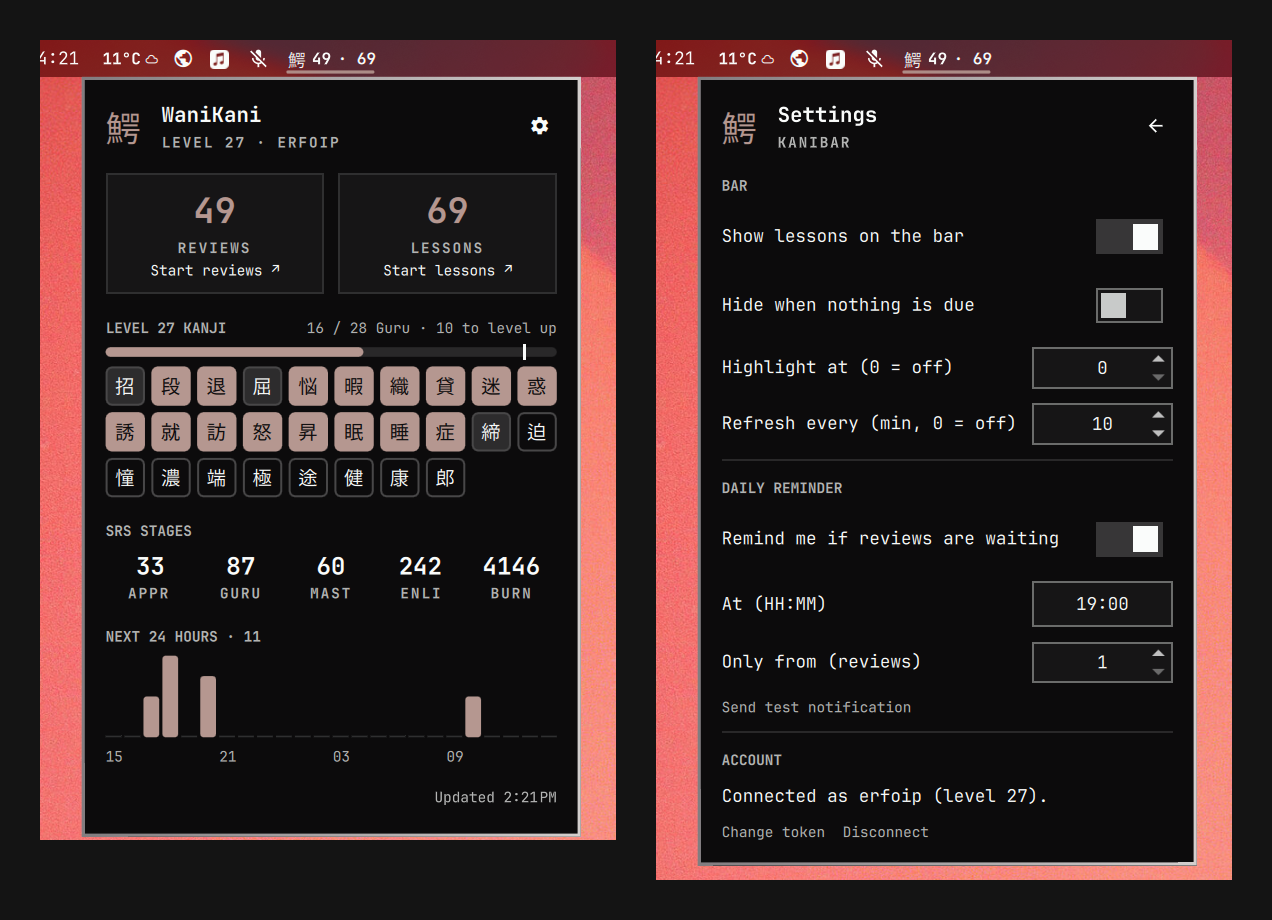 4:21 11°C 鰐 49 · 69
鰐 WaniKani
LEVEL 27 · ERFOIP
49
REVIEWS
Start reviews ↗
69
LESSONS
Start lessons ↗
LEVEL 27 KANJI 16 / 28 Guru · 10 to level up
招 段 退 屈 悩 暇 織 貸 迷 惑
誘 就 訪 怒 昇 眠 睡 症 締 迫
憧 濃 端 極 途 健 康 郎
SRS STAGES
33 87 60 242 4146
APPR GURU MAST ENLI BURN
NEXT 24 HOURS · 11
15 21 03 09
Updated 2:21PM
4:21 11°C 鰐 49 · 69
鰐 Settings
KANIBAR
BAR
Show lessons on the bar
Hide when nothing is due
Highlight at (0 = off) 0
Refresh every (min, 0 = off) 10
DAILY REMINDER
Remind me if reviews are waiting
At (HH:MM) 19:00
Only from (reviews) 1
Send test notification
ACCOUNT
Connected as erfoip (level 27).
Change token Disconnect